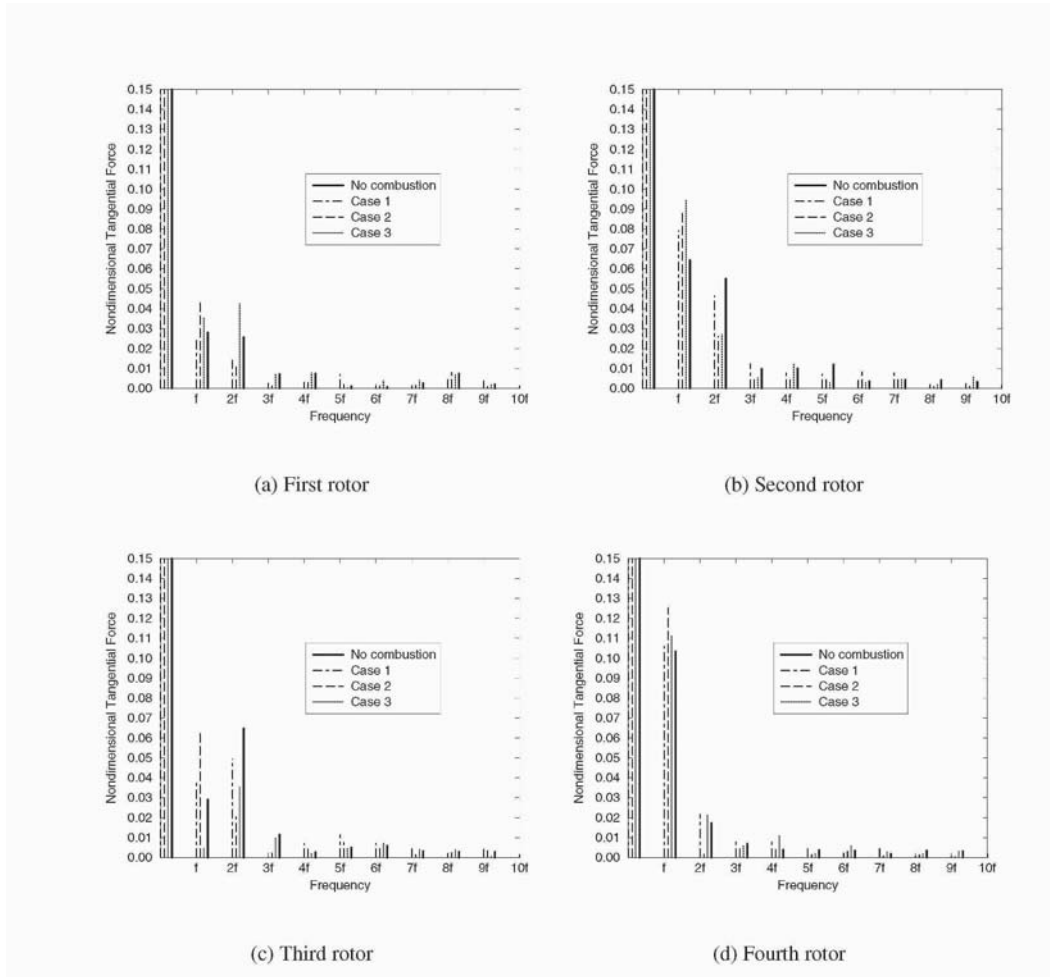 0.15
0.14
0.13
0.12
0.11
0.10
0.09
0.08
0.07
0.06
0.05
0.04
0.03
0.02
0.01
0.00
Nondimensional Tangential Force
No combustion
Case 1
Case 2
Case 3
f 2f 3f 4f 5f 6f 7f 8f 9f 10f
Frequency
(a) First rotor
0.15
0.14
0.13
0.12
0.11
0.10
0.09
0.08
0.07
0.06
0.05
0.04
0.03
0.02
0.01
0.00
Nondimensional Tangential Force
No combustion
Case 1
Case 2
Case 3
f 2f 3f 4f 5f 6f 7f 8f 9f 10f
Frequency
(b) Second rotor
0.15
0.14
0.13
0.12
0.11
0.10
0.09
0.08
0.07
0.06
0.05
0.04
0.03
0.02
0.01
0.00
Nondimensional Tangential Force
No combustion
Case 1
Case 2
Case 3
f 2f 3f 4f 5f 6f 7f 8f 9f 10f
Frequency
(c) Third rotor
0.15
0.14
0.13
0.12
0.11
0.10
0.09
0.08
0.07
0.06
0.05
0.04
0.03
0.02
0.01
0.00
Nondimensional Tangential Force
No combustion
Case 1
Case 2
Case 3
f 2f 3f 4f 5f 6f 7f 8f 9f 10f
Frequency
(d) Fourth rotor